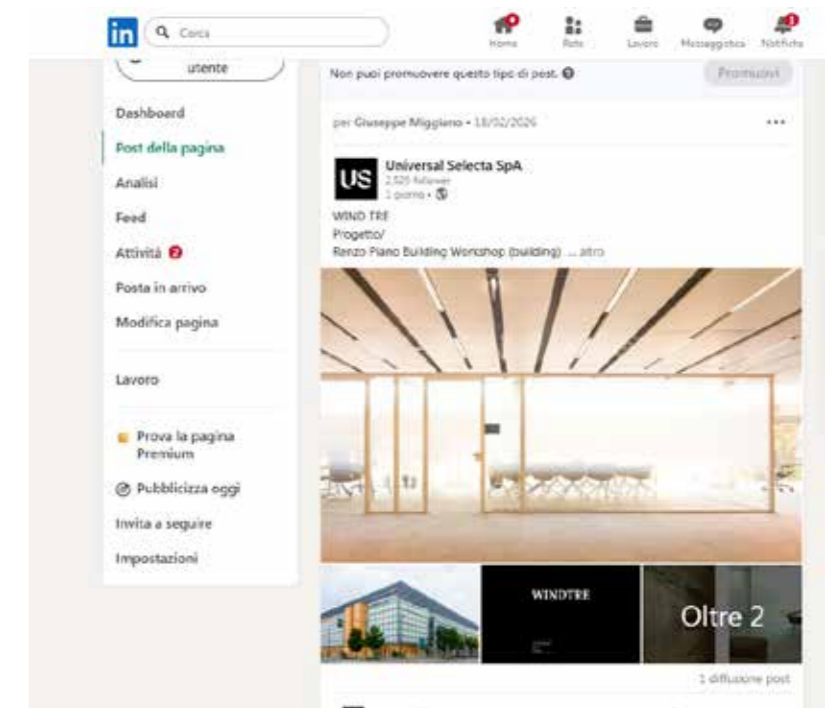 in
Cerca
Home
Rete
Lavoro
Messaggistica
Notifiche
1
utente
Dashboard
Post della pagina
Analisi
Feed
Attività 2
Posta in arrivo
Modifica pagina
Lavoro
Prova la pagina
Premium
Pubblicizza oggi
Invita a seguire
Impostazioni
Non puoi promuovere questo tipo di post.
Promuovi
per Giuseppe Miggiano • 18/02/2026
US
Universal Selecta SpA
follower
1 giorno •
WIND TRE
Progetto/
Renzo Piano Building Workshop (building) ... altro
WINDTRE
Oltre 2
1 diffusione post